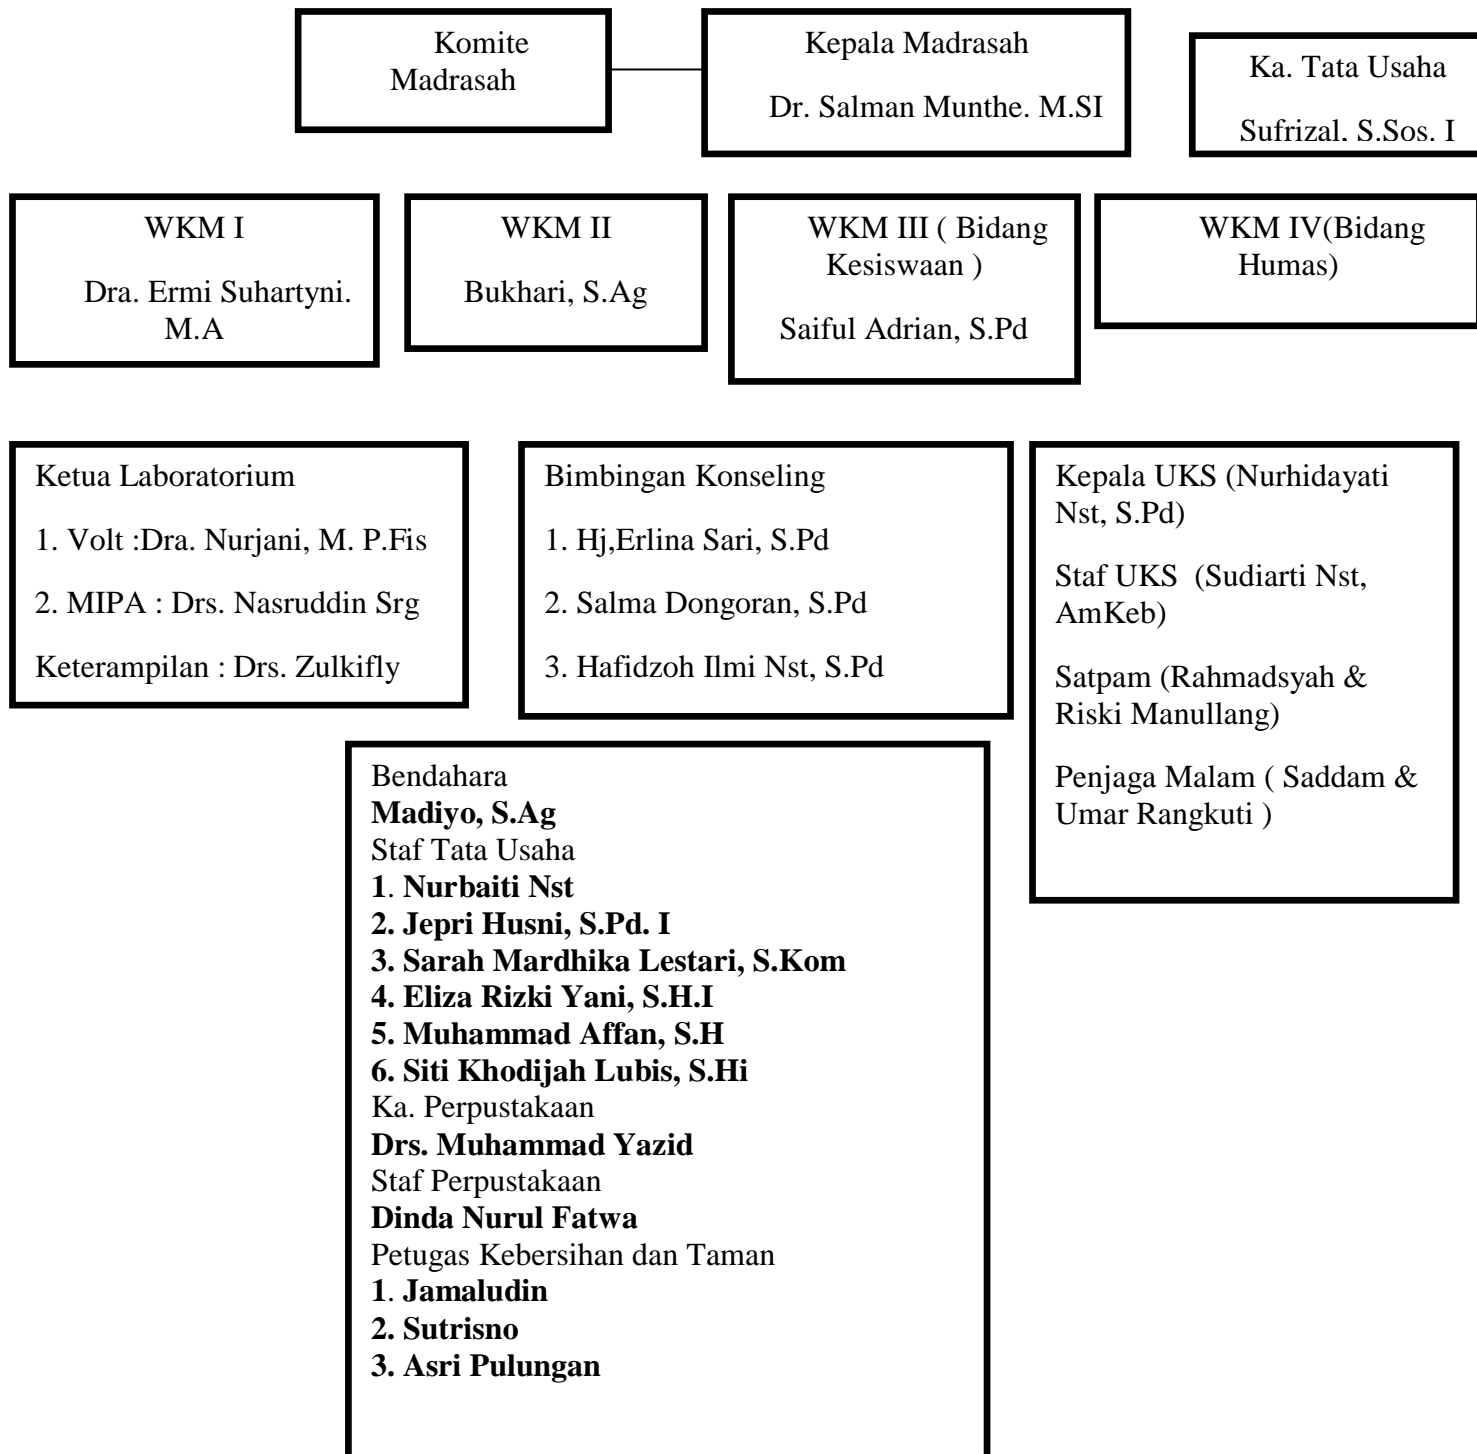 Komite
Madrasah
Kepala Madrasah
Dr. Salman Munthe. M.SI
Ka. Tata Usaha
Sufrizal. S.Sos. I
WKM I
Dra. Ermi Suhartyni.
M.A
WKM II
Bukhari, S.Ag
WKM III ( Bidang
Kesiswaan )
Saiful Adrian, S.Pd
WKM IV(Bidang
Humas)
Ketua Laboratorium
1. Volt :Dra. Nurjani, M. P.Fis
2. MIPA : Drs. Nasruddin Srg
Keterampilan : Drs. Zulkifly
Bimbingan Konseling
1. Hj,Erlina Sari, S.Pd
2. Salma Dongoran, S.Pd
3. Hafidzoh Ilmi Nst, S.Pd
Kepala UKS (Nurhidayati
Nst, S.Pd)
Staf UKS  (Sudiarti Nst,
AmKeb)
Satpam (Rahmadsyah &
Riski Manullang)
Penjaga Malam ( Saddam &
Umar Rangkuti )
Bendahara
Madiyo, S.Ag
Staf Tata Usaha
1. Nurbaiti Nst
2. Jepri Husni, S.Pd. I
3. Sarah Mardhika Lestari, S.Kom
4. Eliza Rizki Yani, S.H.I
5. Muhammad Affan, S.H
6. Siti Khodijah Lubis, S.Hi
Ka. Perpustakaan
Drs. Muhammad Yazid
Staf Perpustakaan
Dinda Nurul Fatwa
Petugas Kebersihan dan Taman
1. Jamaludin
2. Sutrisno
3. Asri Pulungan